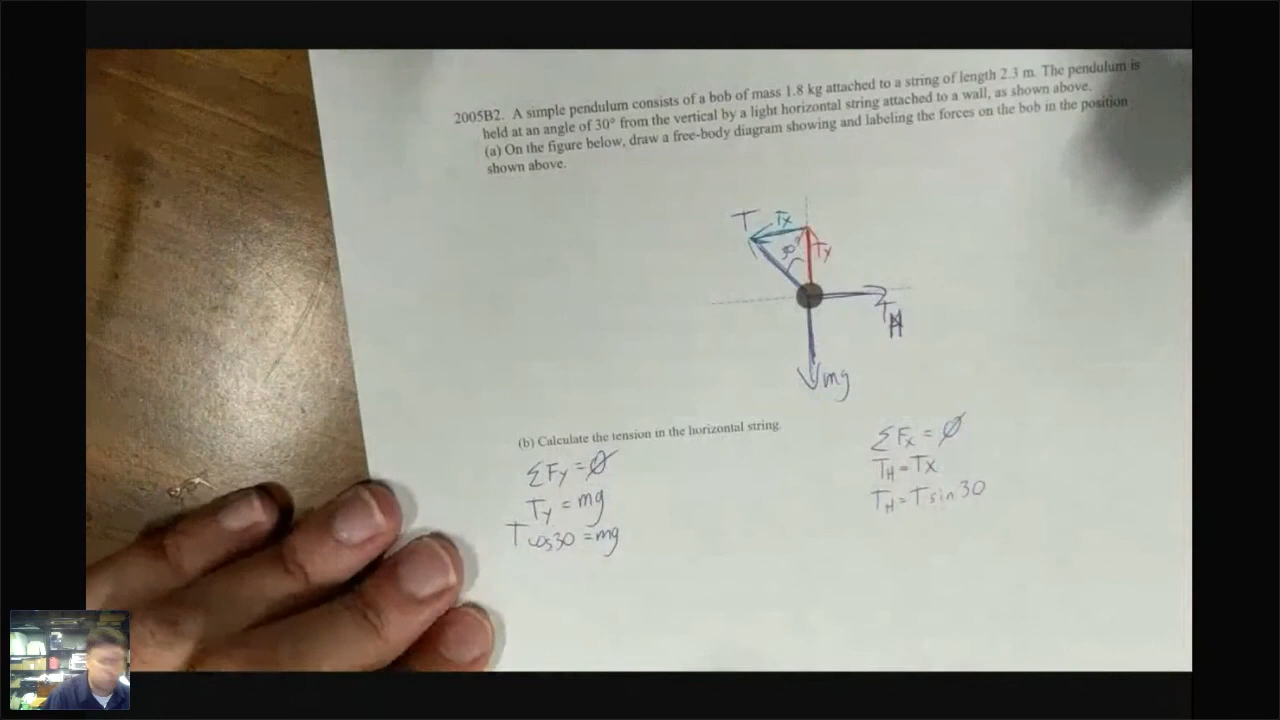 2005B2. A simple pendulum consists of a bob of mass 1.8 kg attached to a string of length 2.3 m. The pendulum is
held at an angle of 30° from the vertical by a light horizontal string attached to a wall, as shown above.
(a) On the figure below, draw a free-body diagram showing and labeling the forces on the bob in the position
shown above.
T
Tx
30°
Ty
TH
mg
(b) Calculate the tension in the horizontal string.
ΣFy = 0
Ty = mg
T cos30 = mg
ΣFx = 0
TH = Tx
TH = T sin30